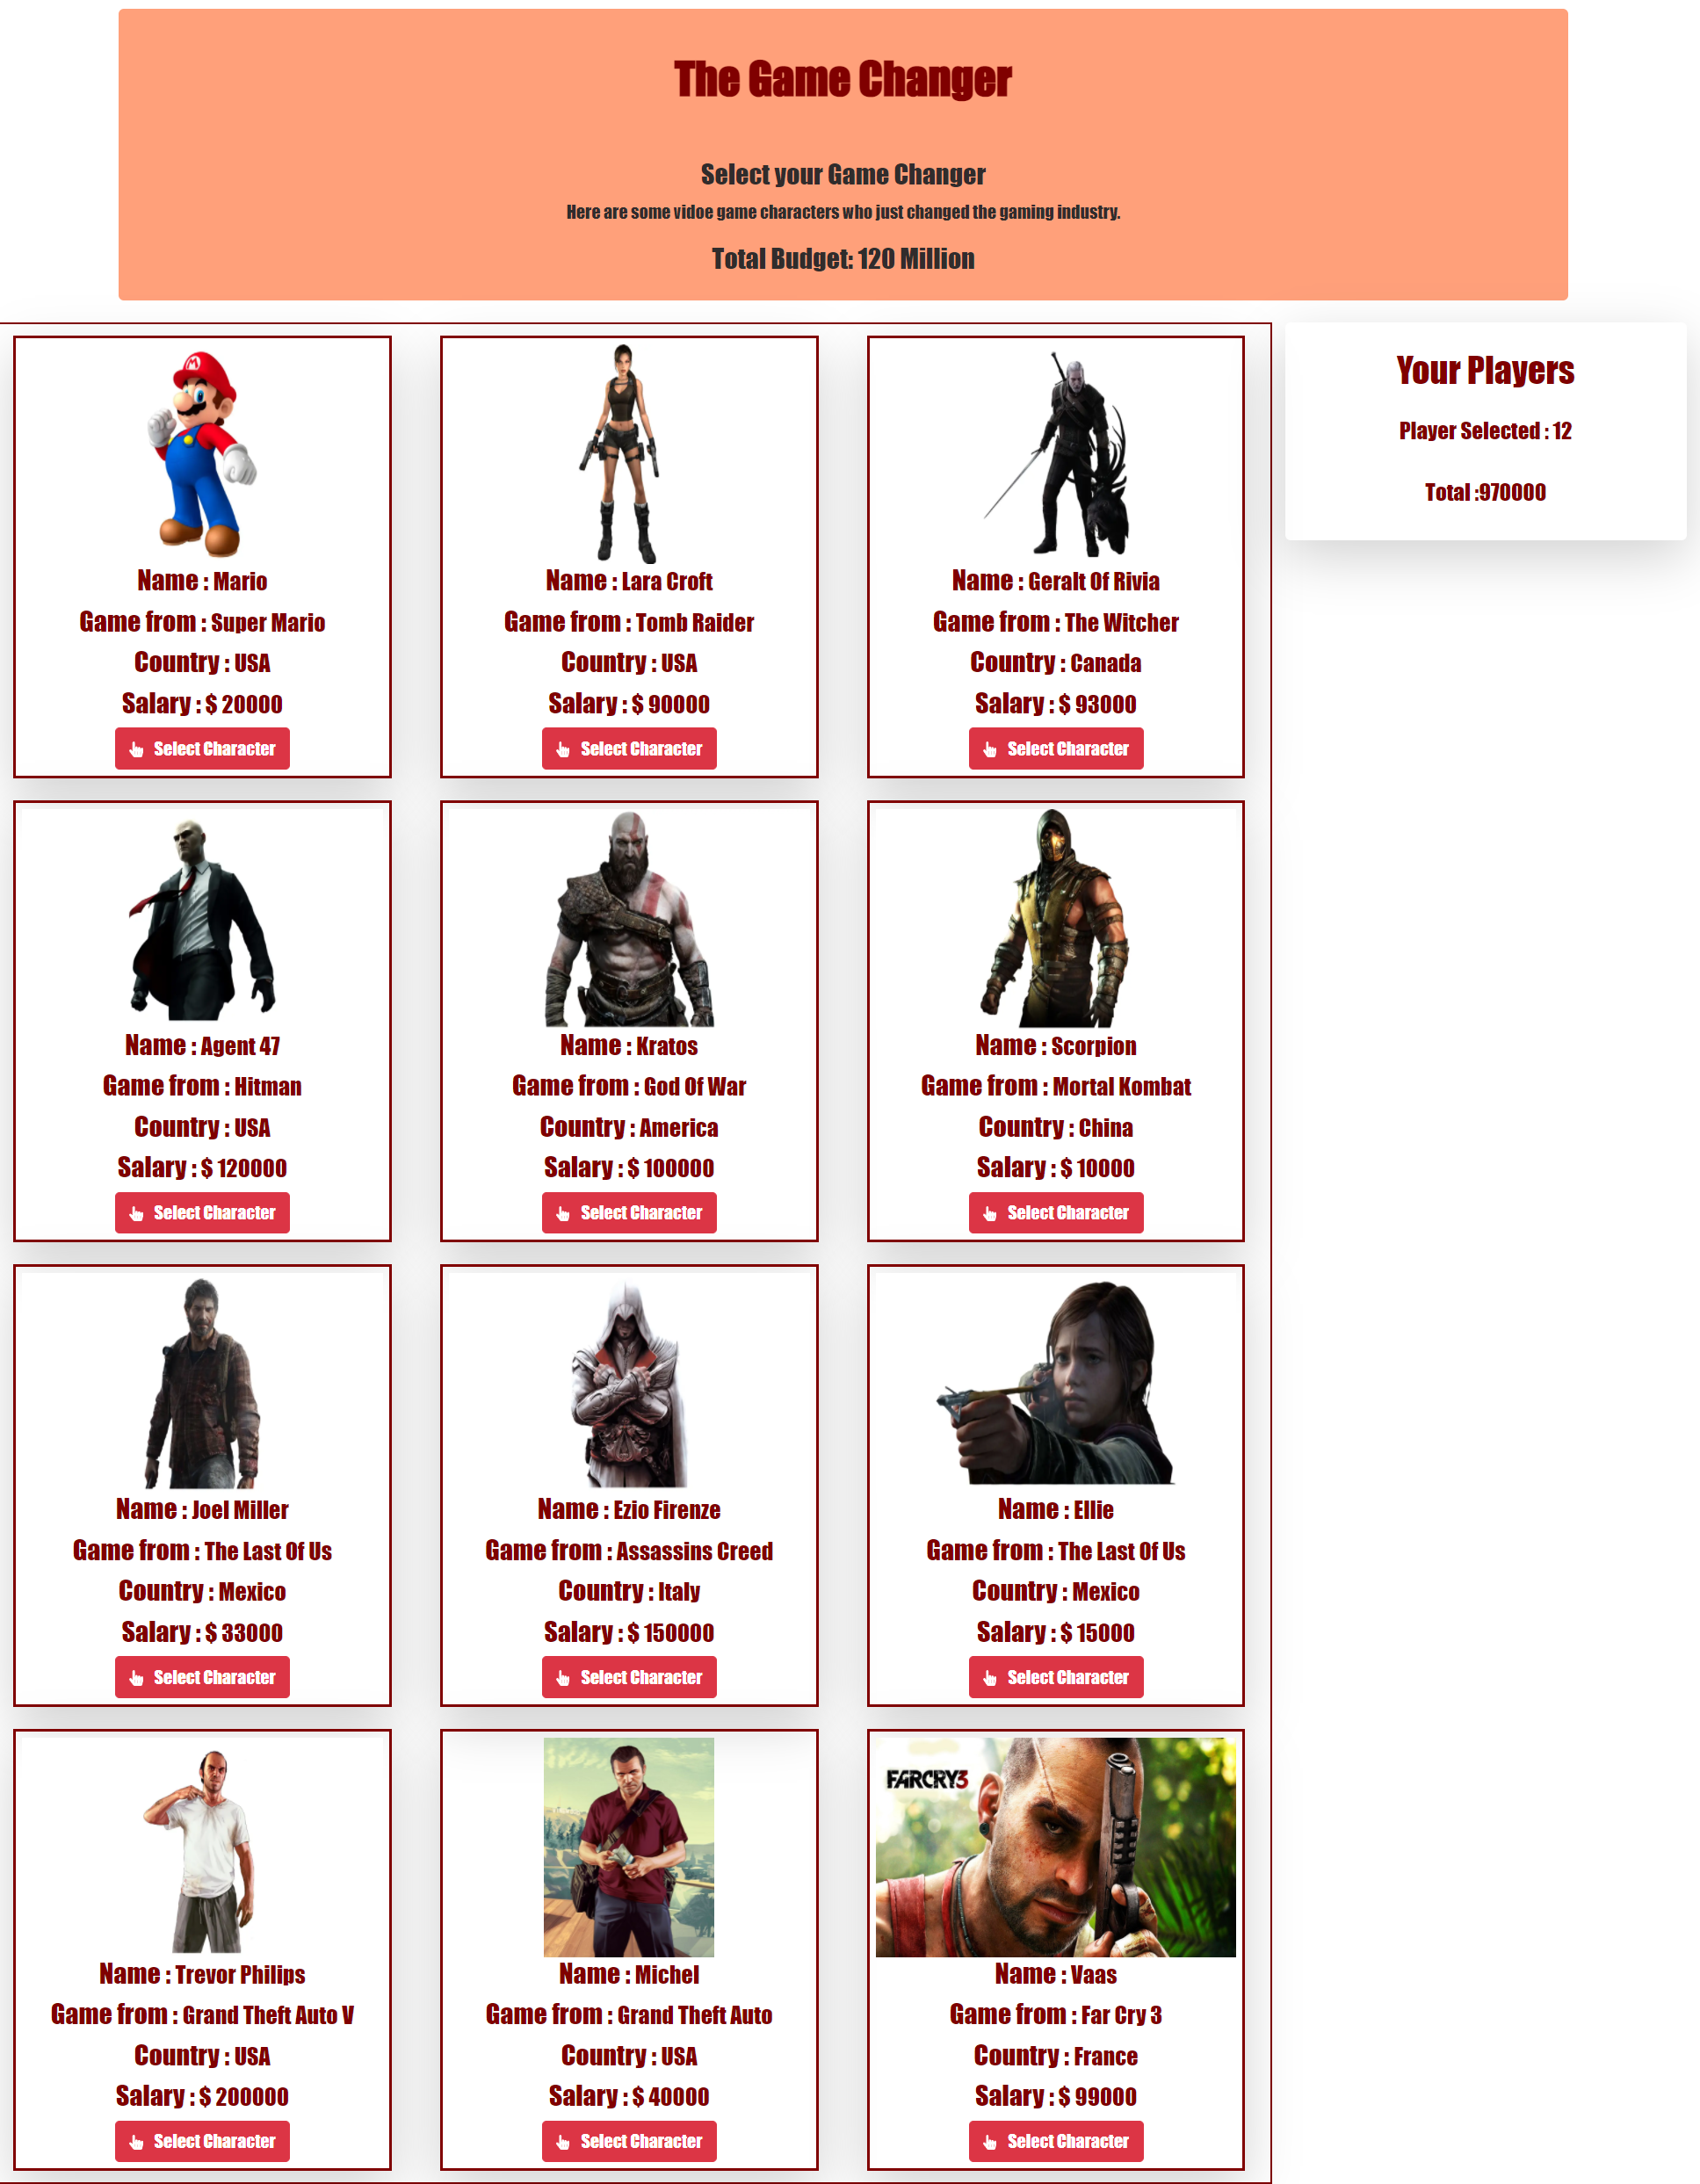 The Game Changer
Select your Game Changer
Here are some vidoe game characters who just changed the gaming industry.
Total Budget: 120 Million
M
Name : Mario
Game from : Super Mario
Country : USA
Salary : $ 20000
Select Character
Name : Lara Croft
Game from : Tomb Raider
Country : USA
Salary : $ 90000
Select Character
Name : Geralt Of Rivia
Game from : The Witcher
Country : Canada
Salary : $ 93000
Select Character
Name : Agent 47
Game from : Hitman
Country : USA
Salary : $ 120000
Select Character
Name : Kratos
Game from : God Of War
Country : America
Salary : $ 100000
Select Character
Name : Scorpion
Game from : Mortal Kombat
Country : China
Salary : $ 10000
Select Character
Name : Joel Miller
Game from : The Last Of Us
Country : Mexico
Salary : $ 33000
Select Character
Name : Ezio Firenze
Game from : Assassins Creed
Country : Italy
Salary : $ 150000
Select Character
Name : Ellie
Game from : The Last Of Us
Country : Mexico
Salary : $ 15000
Select Character
Name : Trevor Philips
Game from : Grand Theft Auto V
Country : USA
Salary : $ 200000
Select Character
Name : Michel
Game from : Grand Theft Auto
Country : USA
Salary : $ 40000
Select Character
FARCRY3
Name : Vaas
Game from : Far Cry 3
Country : France
Salary : $ 99000
Select Character
Your Players
Player Selected : 12
Total :970000